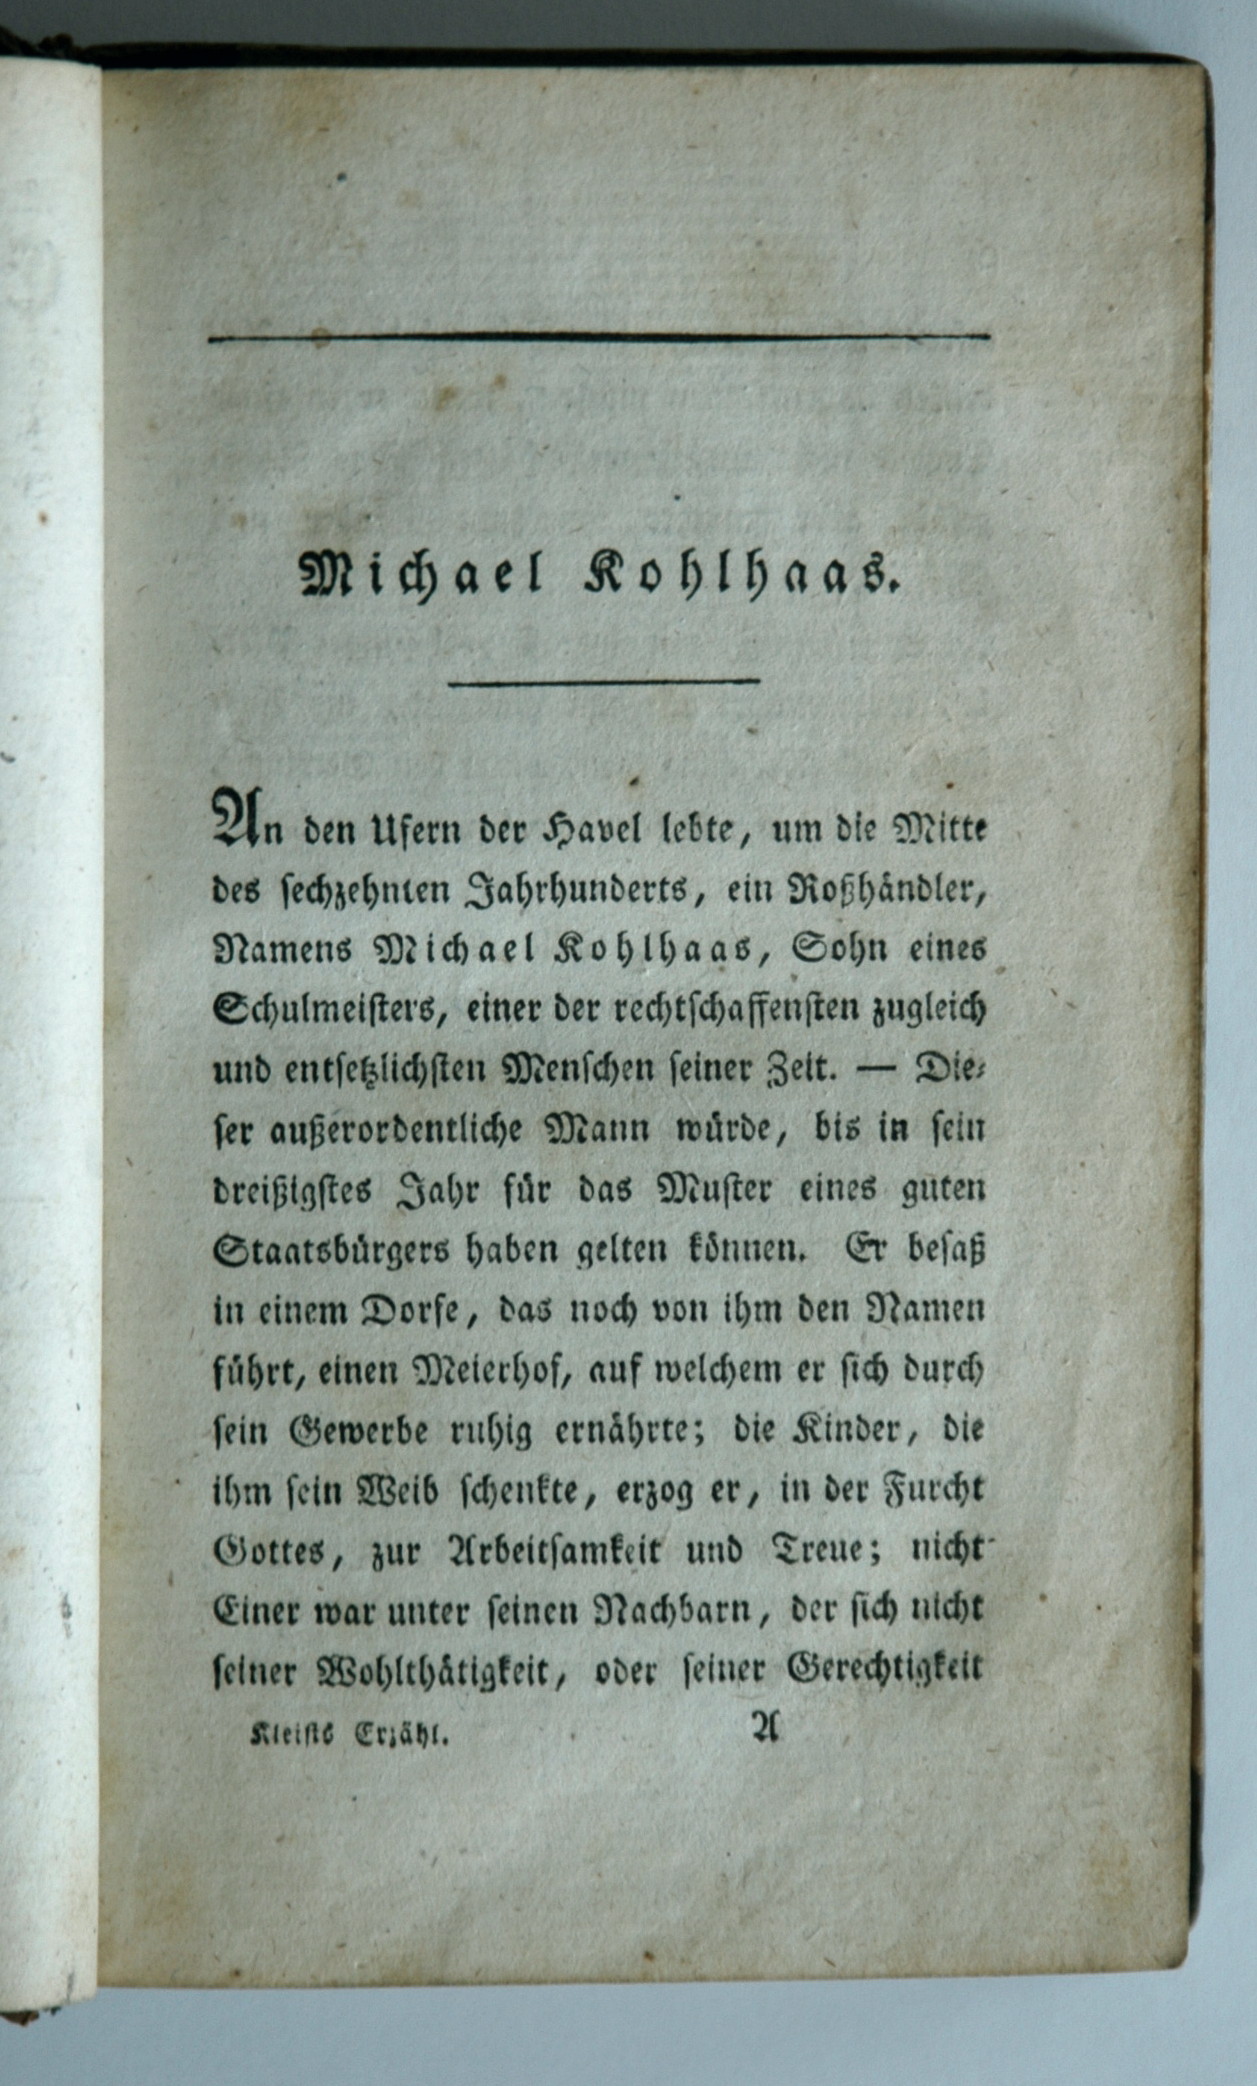 Michael Kohlhaas.
An den Ufern der Havel lebte, um die Mitte
des sechzehnten Jahrhunderts, ein Roßhändler,
Namens Michael Kohlhaas, Sohn eines
Schulmeisters, einer der rechtschaffensten zugleich
und entsetzlichsten Menschen seiner Zeit. — Die-
ser außerordentliche Mann würde, bis in sein
dreißigstes Jahr für das Muster eines guten
Staatsbürgers haben gelten können. Er besaß
in einem Dorfe, das noch von ihm den Namen
führt, einen Meierhof, auf welchem er sich durch
sein Gewerbe ruhig ernährte; die Kinder, die
ihm sein Weib schenkte, erzog er, in der Furcht
Gottes, zur Arbeitsamkeit und Treue; nicht
Einer war unter seinen Nachbarn, der sich nicht
seiner Wohlthätigkeit, oder seiner Gerechtigkeit
Kleists Erzähl. A